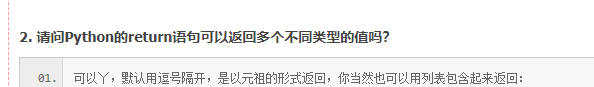 2. 请问Python的return语句可以返回多个不同类型的值吗?
01. 可以丫，默认用逗号隔开，是以元祖的形式返回，你当然也可以用列表包含起来返回：